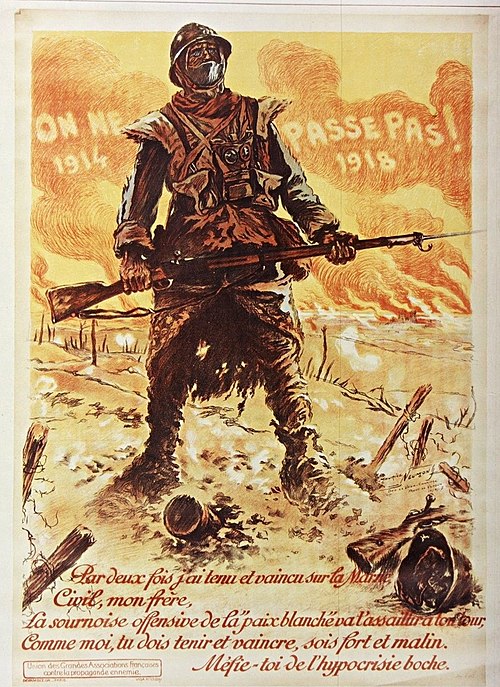 ON NE PASSE PAS!
1914 1918
Par deux fois j'ai tenu et vaincu sur la Marne.
Civil, mon frère,
La sournoise offensive de la "paix blanche" va t'assaillir à ton tour,
Comme moi, tu dois tenir et vaincre, sois fort et malin.
Méfie-toi de l'hypocrisie boche.
Union des Grandes Associations Françaises
contre la propagande ennemie.